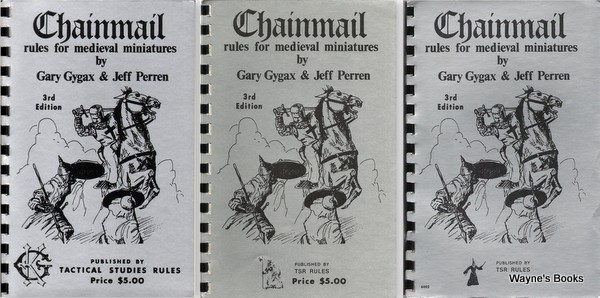 Chainmail
rules for medieval miniatures
by
Gary Gygax & Jeff Perren
3rd
Edition
PUBLISHED BY
TACTICAL STUDIES RULES
Price $5.00
Chainmail
rules for medieval miniatures
by
Gary Gygax & Jeff Perren
3rd
Edition
PUBLISHED BY
TSR RULES
Price $5.00
Chainmail
rules for medieval miniatures
by
Gary Gygax & Jeff Perren
3rd
Edition
PUBLISHED BY
TSR RULES
Wayne's Books